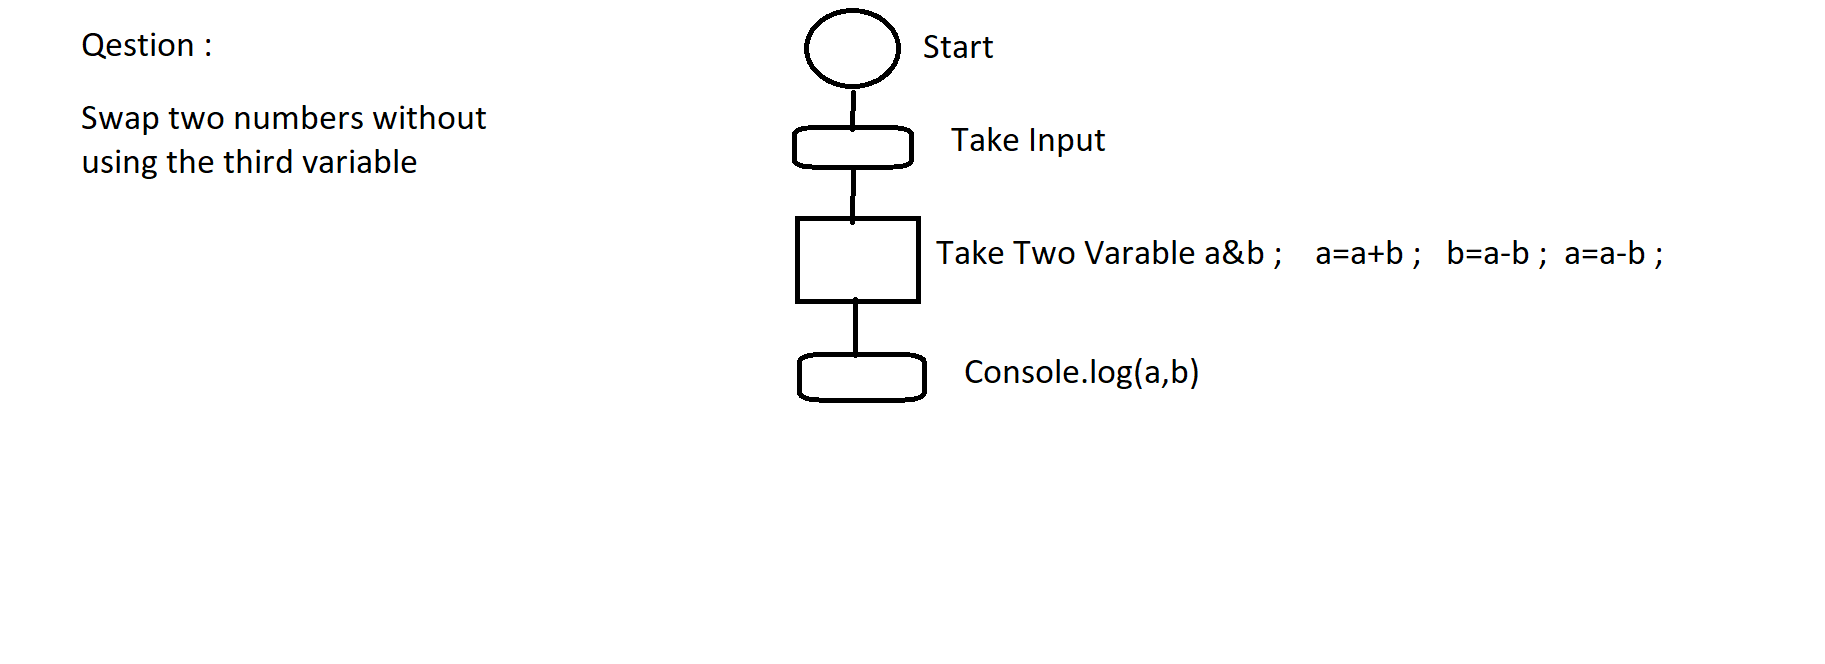 Qestion :
Swap two numbers without
using the third variable
Start
Take Input
Take Two Varable a&b ; a=a+b ; b=a-b ; a=a-b ;
Console.log(a,b)